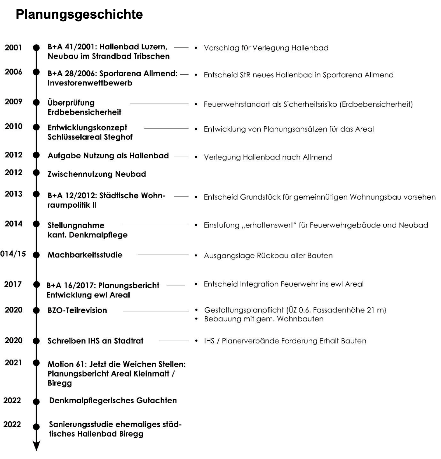 Planungsgeschichte
2001 B+A 41/2001: Hallenbad Luzern, • Vorschlag für Verlegung Hallenbad
Neubau im Strandbad Tribschen
2006 B+A 28/2006: Sportarena Allmend: • Entscheid StR neues Hallenbad in Sportarena Allmend
Investorenwettbewerb
2009 Überprüfung • Feuerwehrstandort als Sicherheitsrisiko (Erdbebensicherheit)
Erdbebensicherheit
2010 Entwicklungskonzept • Entwicklung von Planungsansätzen für das Areal
Schlüsselareal Steghof
2012 Aufgabe Nutzung als Hallenbad • Verlegung Hallenbad nach Allmend
2012 Zwischennutzung Neubad
2013 B+A 12/2012: Städtische Wohn- • Entscheid Grundstück für gemeinnütigen Wohnungsbau vorsehen
raumpolitik II
2014 Stellungnahme • Einstufung „erhaltenswert“ für Feuerwehrgebäude und Neubad
kant. Denkmalpflege
014/15 Machbarkeitsstudie • Ausgangslage Rückbau aller Bauten
2017 B+A 16/2017: Planungsbericht • Entscheid Integration Feuerwehr ins ewl Areal
Entwicklung ewl Areal
2020 BZO-Teilrevision • Gestaltungsplanpflicht (ÜZ 0.6, Fassadenhöhe 21 m)
• Bebauung mit gem. Wohnbauten
2020 Schreiben IHS an Stadtrat • IHS / Planerverbände Forderung Erhalt Bauten
2021 Motion 61: Jetzt die Weichen Stellen:
Planungsbericht Areal Kleinmatt /
Biregg
2022 Denkmalpflegerisches Gutachten
2022 Sanierungsstudie ehemaliges städ-
tisches Hallenbad Biregg